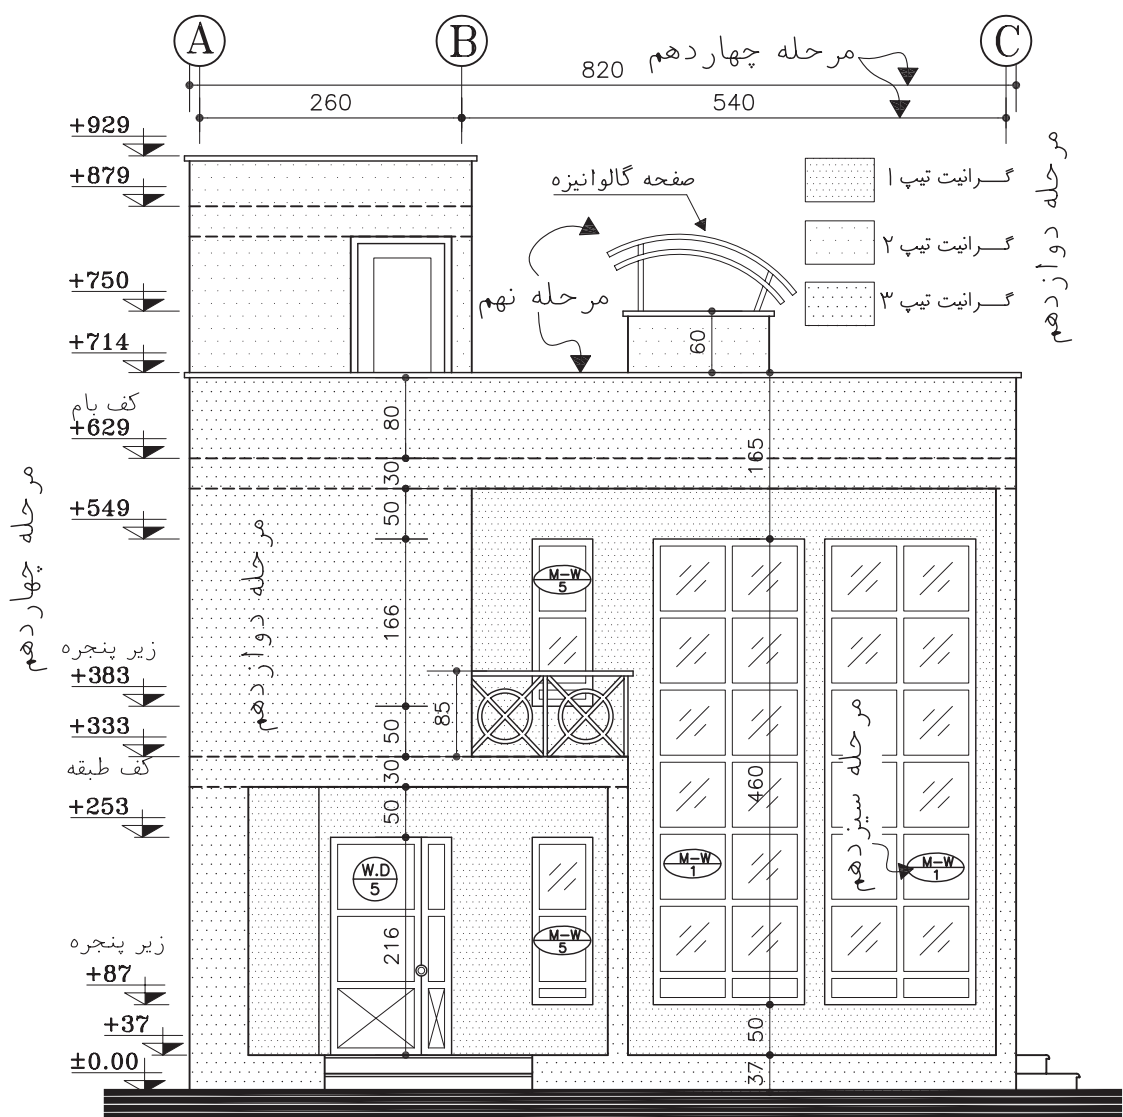 A B C
مرحله چهاردهم
820
260 540
+929
+879
+750
+714
کف بام
+629
+549
زیر پنجره
+383
+333
کف طبقه
+253
زیر پنجره
+87
+37
±0.00
مرحله چهاردهم
صفحه گالوانیزه
مرحله نهم
60
گـــرانیت تیپ ۱
گـــرانیت تیپ ۲
گـــرانیت تیپ ۳
مرحله دوازدهم
مرحله دوازدهم
80
30
50
166
50
30
50
216
85
165
460
50
37
M-W
5
W.D
5
M-W
5
M-W
1
مرحله سیزدهم
M-W
1